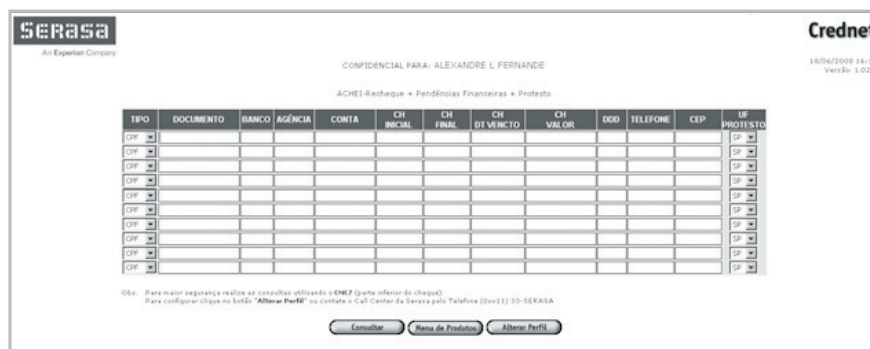 SERASA
An Experian Company
Crednet
CONFIDENCIAL PARA: ALEXANDRE L FERNANDE
Versão: 1.02
ACHEI-Recheque + Pendências Financeiras + Protesto
TIPO DOCUMENTO BANCO AGÊNCIA CONTA CH INICIAL CH FINAL CH DT VENCTO CH VALOR DDD TELEFONE CEP UF PROTESTO
CPF SP
CPF SP
CPF SP
CPF SP
CPF SP
CPF SP
CPF SP
CPF SP
CPF SP
CPF SP
Obs. Para maior segurança realize as consultas utilizando o CMC7 (parte inferior do cheque).
Para configurar clique no botão "Alterar Perfil" ou contate o Call Center da Serasa pelo Telefone (0xx11) 33-SERASA
Consultar Menu de Produtos Alterar Perfil